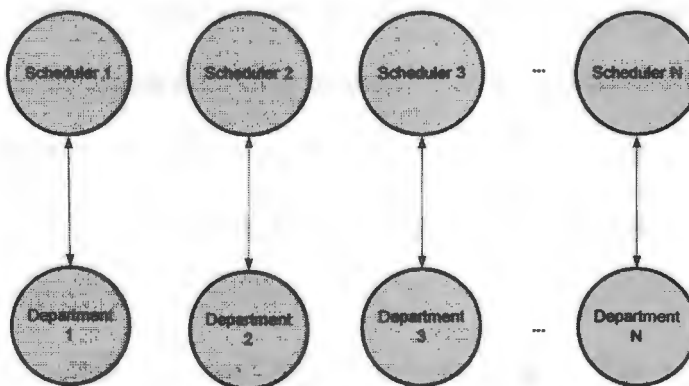 Scheduler 1 Scheduler 2 Scheduler 3 ... Scheduler N
Department Department Department ... Department
1 2 3 N